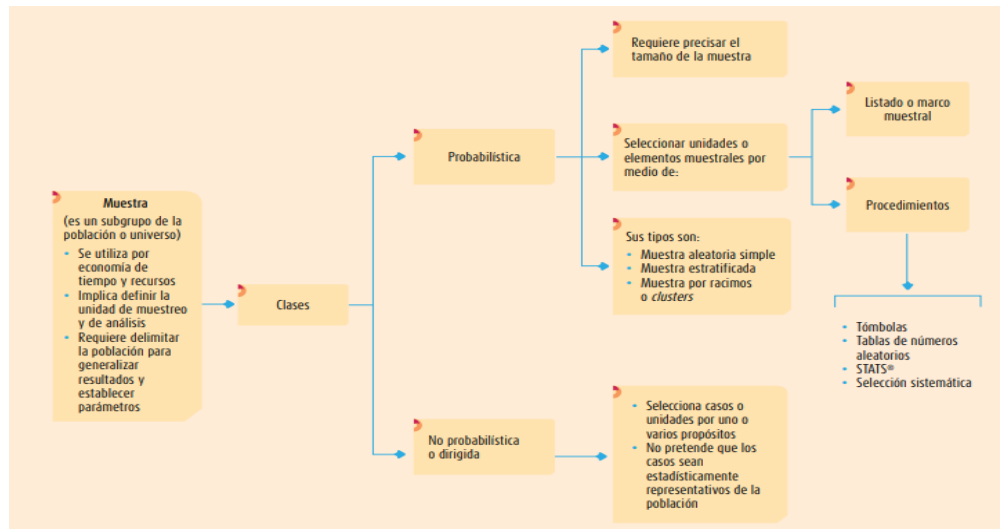 Muestra
(es un subgrupo de la
población o universo)
• Se utiliza por
economía de
tiempo y recursos
• Implica definir la
unidad de muestreo
y de análisis
• Requiere delimitar
la población para
generalizar
resultados y
establecer
parámetros
Clases
Probabilística
Requiere precisar el
tamaño de la muestra
Seleccionar unidades o
elementos muestrales por
medio de:
Listado o marco
muestral
Procedimientos
• Tómbolas
• Tablas de números
aleatorios
• STATS®
• Selección sistemática
Sus tipos son:
• Muestra aleatoria simple
• Muestra estratificada
• Muestra por racimos
o clusters
No probabilística
o dirigida
• Selecciona casos o
unidades por uno o
varios propósitos
• No pretende que los
casos sean
estadísticamente
representativos de la
población